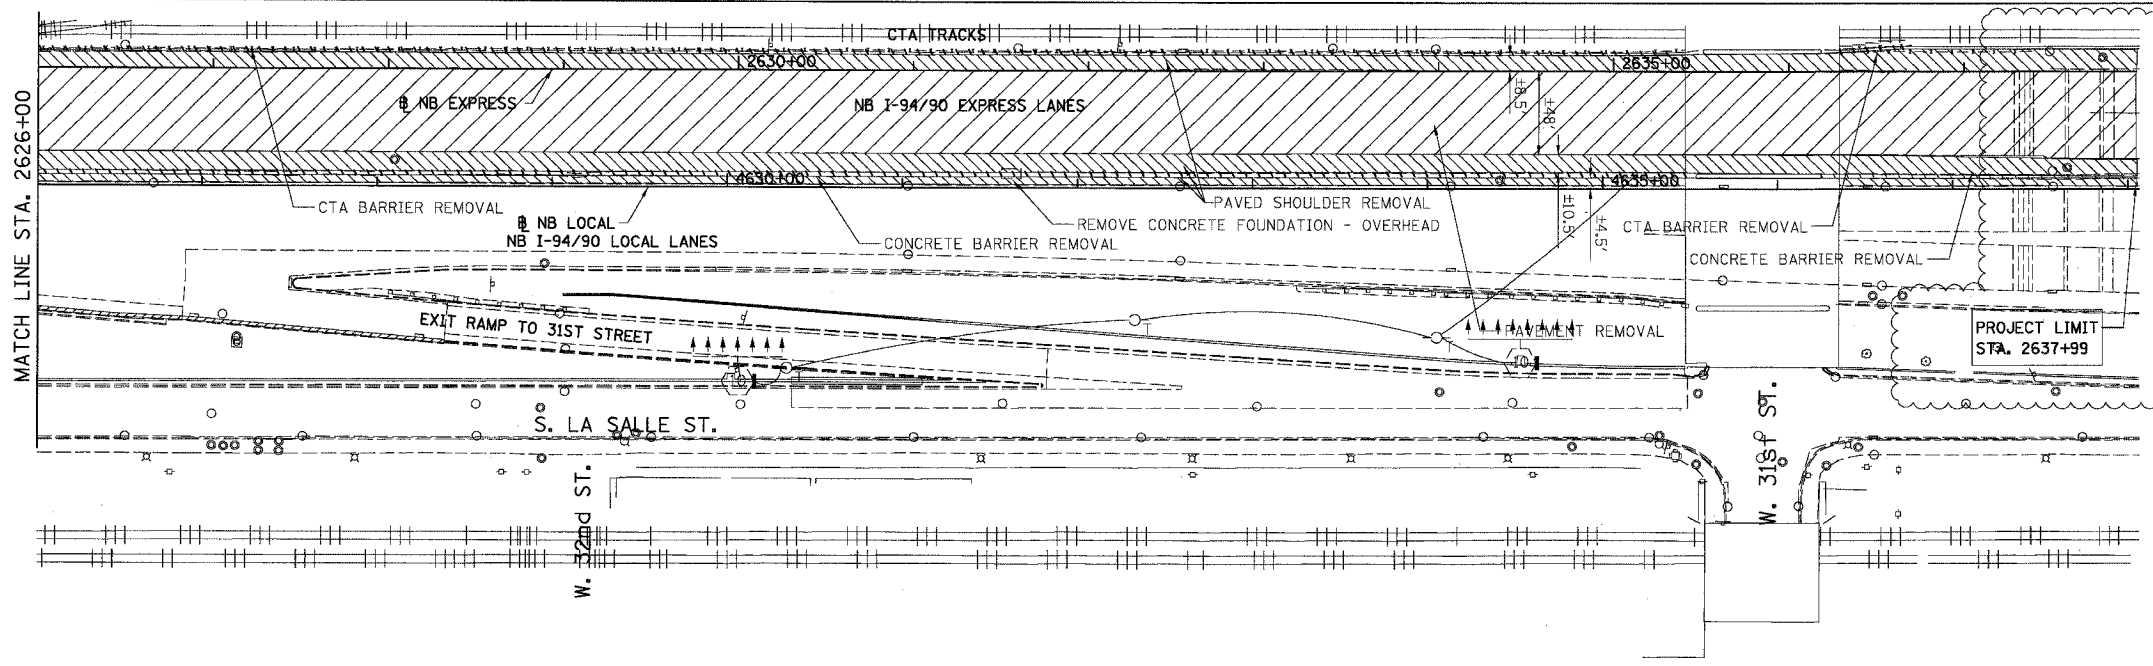 CTA TRACKS
2630+00
2635+00
℄ NB EXPRESS
NB I-94/90 EXPRESS LANES
±8.5'
±48'
MATCH LINE STA. 2626+00
4630+00
4635+00
CTA BARRIER REMOVAL
℄ NB LOCAL
NB I-94/90 LOCAL LANES
CONCRETE BARRIER REMOVAL
PAVED SHOULDER REMOVAL
REMOVE CONCRETE FOUNDATION - OVERHEAD
±10.5'
±4.5'
CTA BARRIER REMOVAL
CONCRETE BARRIER REMOVAL
EXIT RAMP TO 31ST STREET
PAVEMENT REMOVAL
PROJECT LIMIT
STA. 2637+99
S. LA SALLE ST.
W. 32nd ST.
W. 31st ST.